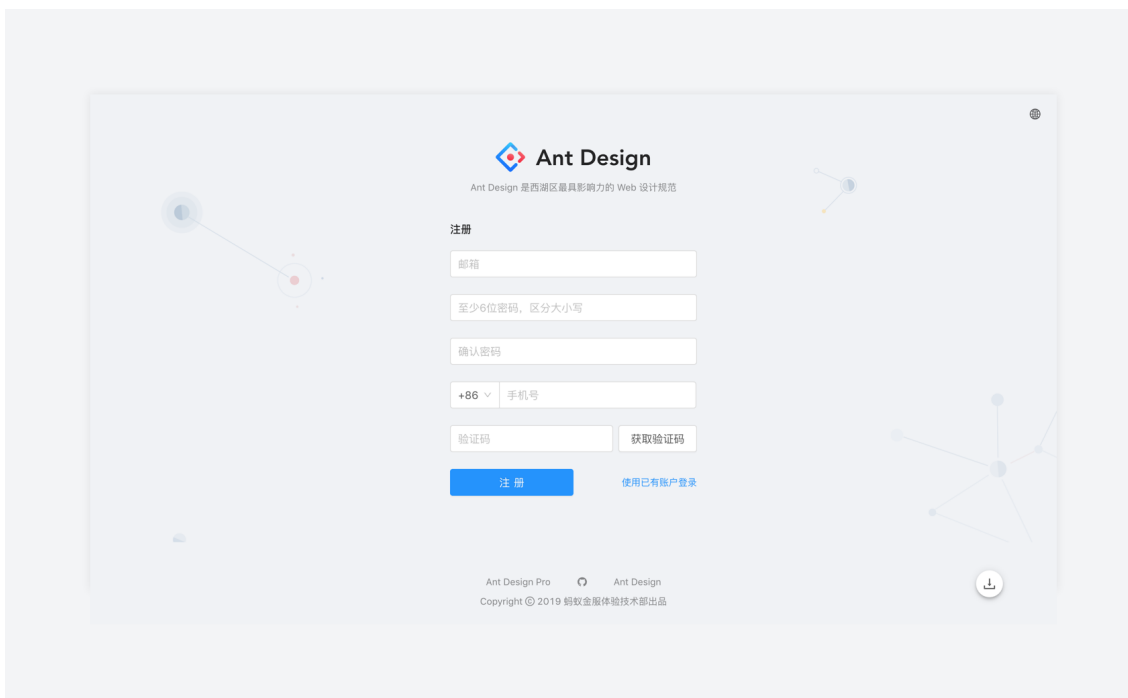 Ant Design
Ant Design 是西湖区最具影响力的 Web 设计规范
注册
邮箱
至少6位密码，区分大小写
确认密码
+86 手机号
验证码 获取验证码
注 册 使用已有账户登录
Ant Design Pro Ant Design
Copyright © 2019 蚂蚁金服体验技术部出品